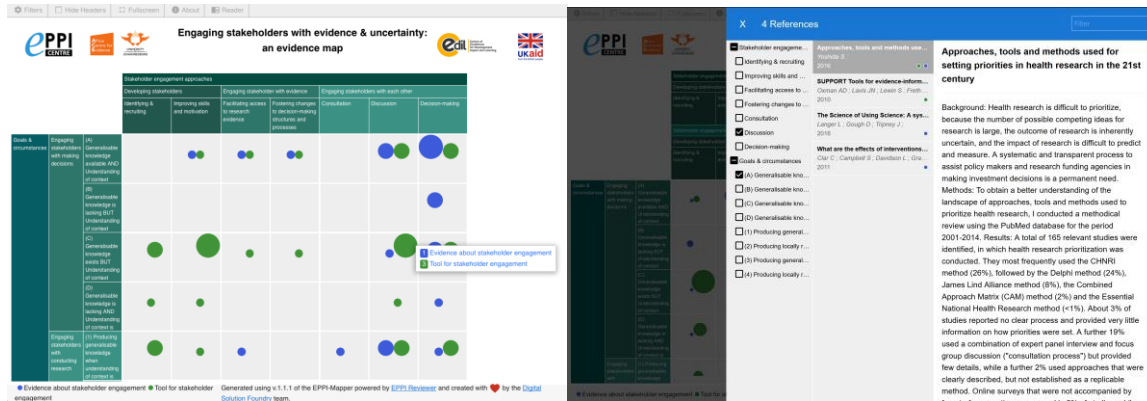 Filters
Hide Headers
Fullscreen
About
Reader
ePPI
CENTRE
Engaging stakeholders with evidence & uncertainty:
an evidence map
edil
UKaid
Stakeholder engagement approaches
Developing stakeholders
Engaging stakeholders with evidence
Engaging stakeholders with each other
Identifying &
recruiting
Improving skills
and motivation
Facilitating access
to research
evidence
Fostering changes
to decision-making
structures and
processes
Consultation
Discussion
Decision-making
Goals &
circumstances
Engaging
stakeholders
with making
decisions
(A)
Generalisable
knowledge
available AND
Understanding
of context
(B)
Generalisable
knowledge is
lacking BUT
Understanding
of context
(C)
Generalisable
knowledge
exists BUT
Understanding
of context
(D)
Generalisable
knowledge is
lacking AND
Understanding
of context is
Engaging
stakeholders
with
conducting
research
(1) Producing
generalisable
knowledge
when
understanding
of context is
1 Evidence about stakeholder engagement
3 Tool for stakeholder engagement
Evidence about stakeholder engagement
Tool for stakeholder
engagement
Generated using v.1.1.1 of the EPPI-Mapper powered by EPPI Reviewer and created with ❤ by the Digital
Solution Foundry team.
X 4 References
Filter
Stakeholder engageme...
Identifying & recruiting
Improving skills and ...
Facilitating access to ...
Fostering changes to ...
Consultation
Discussion
Decision-making
Goals & circumstances
(A) Generalisable kno...
(B) Generalisable kno...
(C) Generalisable kno...
(D) Generalisable kno...
(1) Producing general...
(2) Producing locally r...
(3) Producing general...
(4) Producing locally r...
Approaches, tools and methods use...
Yoshida S
2016
SUPPORT Tools for evidence-inform...
Oxman AD ; Lavis JN ; Lewin S ; Freth...
2010
The Science of Using Science: A sys...
Langer L ; Gough D ; Tripney J ;
2016
What are the effects of interventions...
Clar C ; Campbell S ; Davidson L ; Gra...
2011
Approaches, tools and methods used for
setting priorities in health research in the 21st
century
Background: Health research is difficult to prioritize,
because the number of possible competing ideas for
research is large, the outcome of research is inherently
uncertain, and the impact of research is difficult to predict
and measure. A systematic and transparent process to
assist policy makers and research funding agencies in
making investment decisions is a permanent need.
Methods: To obtain a better understanding of the
landscape of approaches, tools and methods used to
prioritize health research, I conducted a methodical
review using the PubMed database for the period
2001-2014. Results: A total of 165 relevant studies were
identified, in which health research prioritization was
conducted. They most frequently used the CHNRI
method (26%), followed by the Delphi method (24%),
James Lind Alliance method (8%), the Combined
Approach Matrix (CAM) method (2%) and the Essential
National Health Research method (<1%). About 3% of
studies reported no clear process and provided very little
information on how priorities were set. A further 19%
used a combination of expert panel interview and focus
group discussion ("consultation process") but provided
few details, while a further 2% used approaches that were
clearly described, but not established as a replicable
method. Online surveys that were not accompanied by